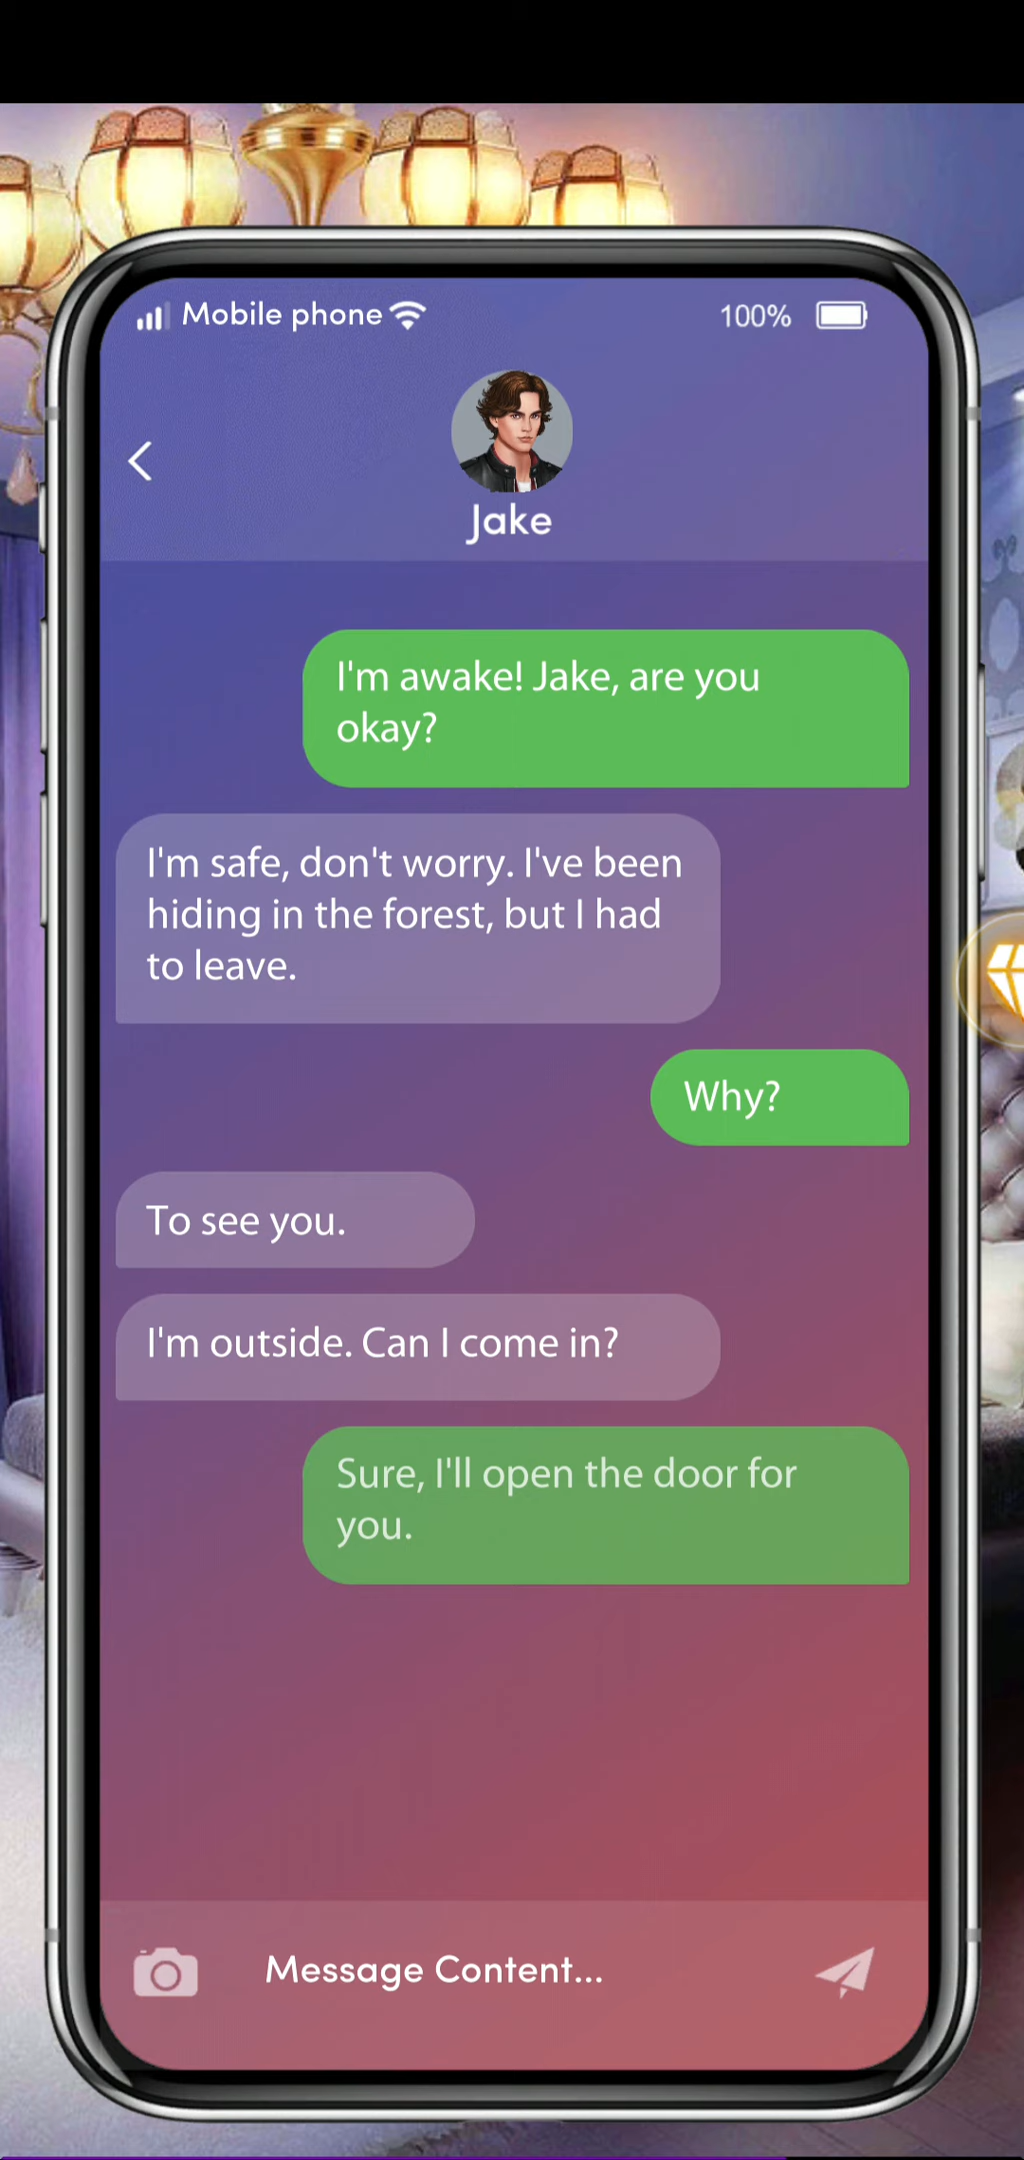 Mobile phone
100%
Jake
I'm awake! Jake, are you
okay?
I'm safe, don't worry. I've been
hiding in the forest, but I had
to leave.
Why?
To see you.
I'm outside. Can I come in?
Sure, I'll open the door for
you.
Message Content...